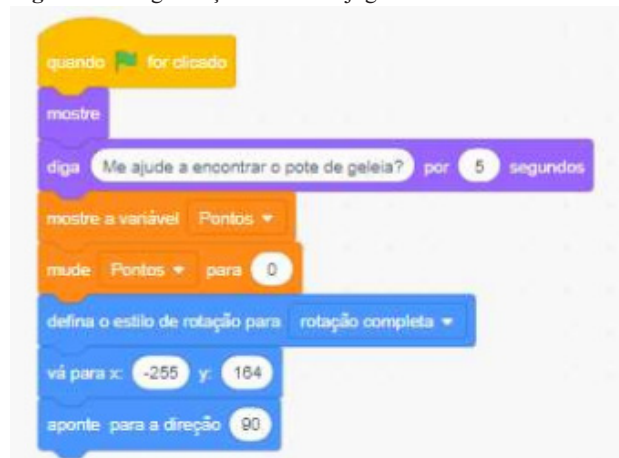 quando for clicado
mostre
diga Me ajude a encontrar o pote de geleia? por 5 segundos
mostre a variável Pontos
mude Pontos para 0
defina o estilo de rotação para rotação completa
vá para x: -255 y: 164
aponte para a direção 90